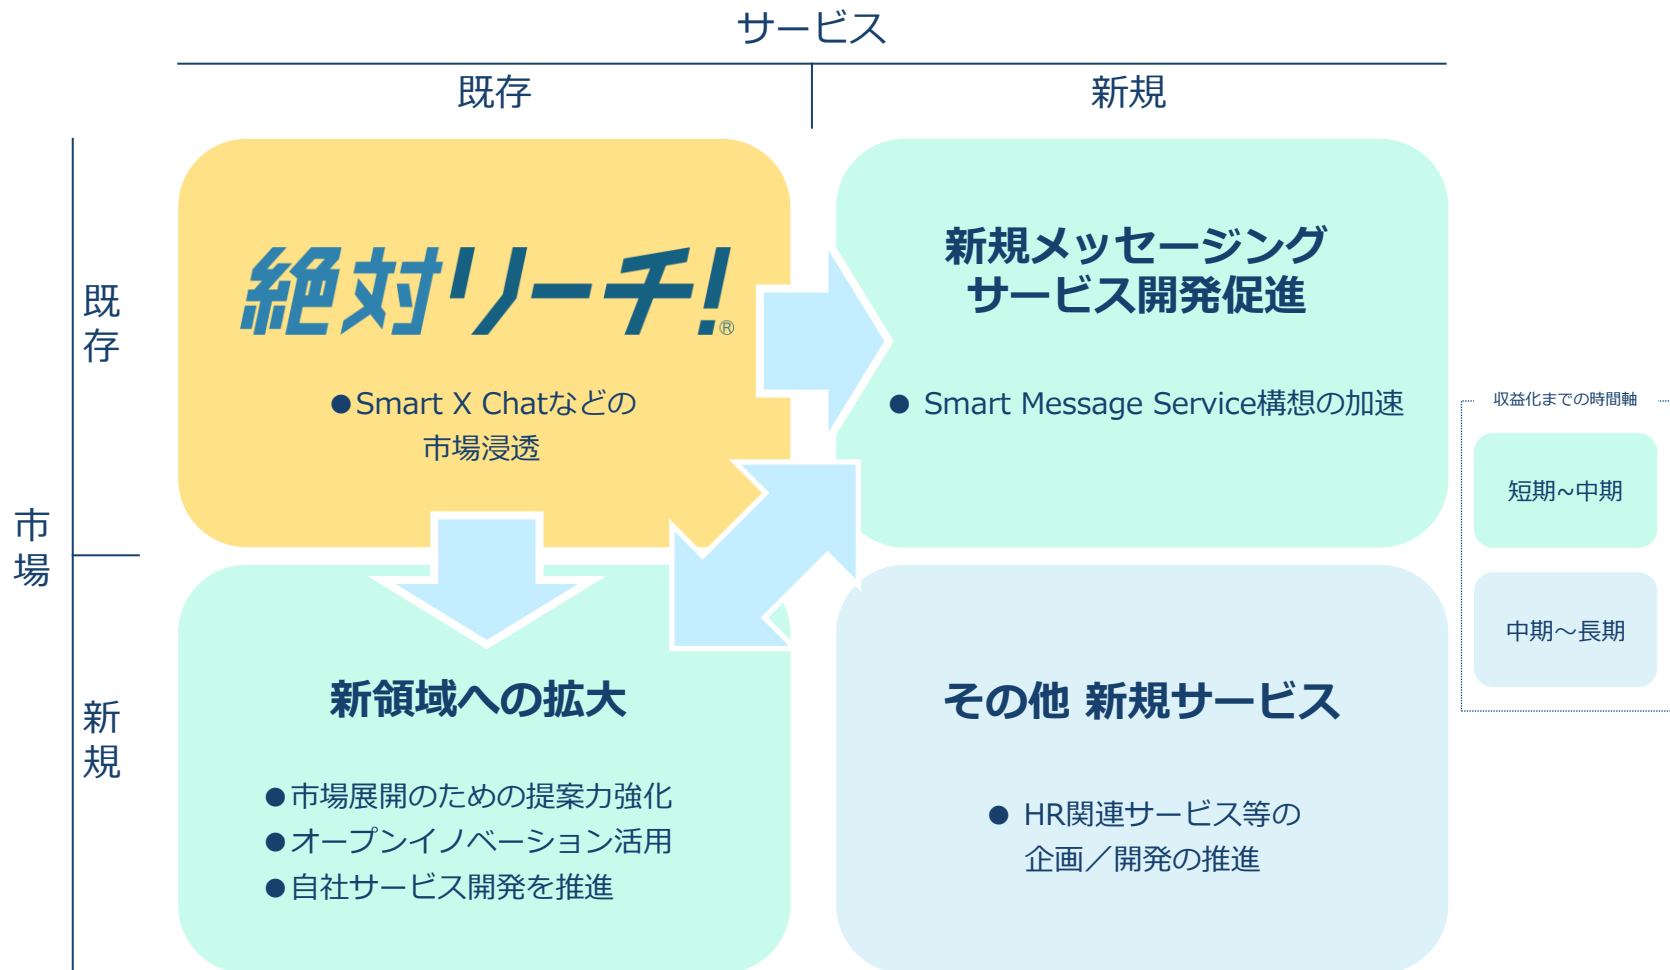 サービス
既存
新規
市場
既存
新規
絶対リーチ!®
●Smart X Chatなどの
市場浸透
新規メッセージング
サービス開発促進
● Smart Message Service構想の加速
新領域への拡大
●市場展開のための提案力強化
●オープンイノベーション活用
●自社サービス開発を推進
その他 新規サービス
● HR関連サービス等の
企画／開発の推進
収益化までの時間軸
短期~中期
中期～長期